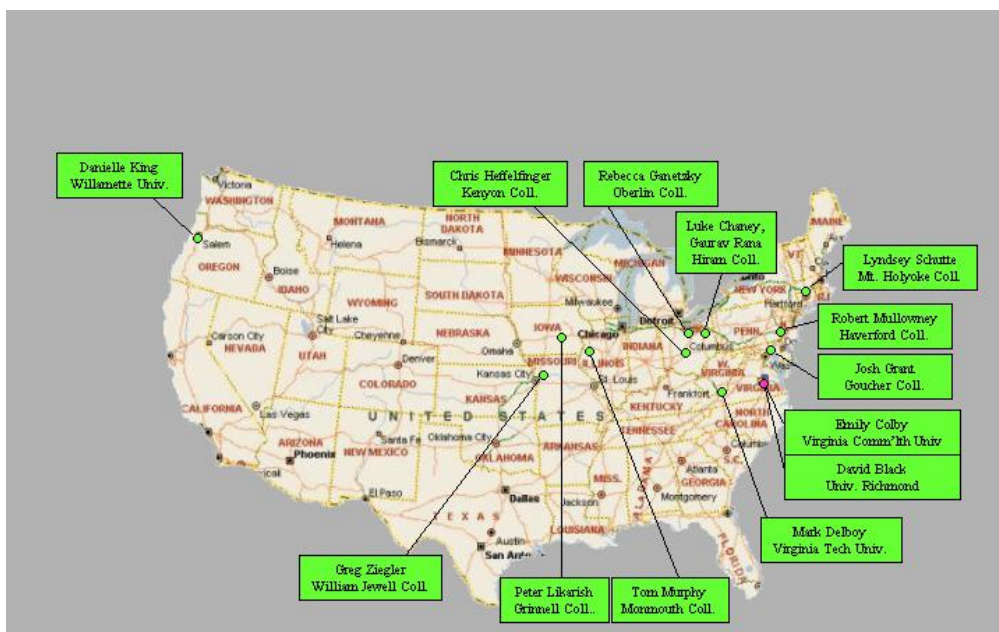 Danielle King
Willamette Univ.
Chris Heffelfinger
Kenyon Coll.
Rebecca Ganetzky
Oberlin Coll.
Luke Chaney,
Gaurav Rana
Hiram Coll.
Lyndsey Schutte
Mt. Holyoke Coll.
Robert Mullowney
Haverford Coll.
Josh Grant
Goucher Coll.
Emily Colby
Virginia Comm'lth Univ
David Black
Univ. Richmond
Mark Delboy
Virginia Tech Univ.
Tom Murphy
Monmouth Coll.
Peter Likarish
Grinnell Coll..
Greg Ziegler
William Jewell Coll.
Victoria
WASHINGTON
Salem
OREGON
MONTANA
Helena
NORTH
DAKOTA
Bismarck
MINNESOTA
Boise
IDAHO
WYOMING
SOUTH DAKOTA
WISCONSIN
Milwaukee
MICHIGAN
Detroit
NEW YORK
VT
MAINE
Hartford
R.I
Carson City
NEVADA
Salt Lake
City
UTAH
Cheyenne
NEBRASKA
IOWA
Omaha
Chicago
ILLINOIS
INDIANA
Columbus
PENN.
Denver
COLORADO
KANSAS
Kansas City
MISSOURI
St. Louis
Frankfort
W.
VIRGINIA
VIRGINIA
KENTUCKY
CALIFORNIA
Las Vegas
UNITED STATES
ARIZONA
Phoenix
NEW MEXICO
Santa Fe
Oklahoma City
OKLAHOMA
ARKANSAS
TENNESSEE
NORTH
CAROLINA
S.C.
Columbia
Atlanta
GEORGIA
ALABAMA
Montgomery
MISS.
Jackson
El Paso
Dallas
TEXAS
Austin
LOUISIANA
FLORIDA